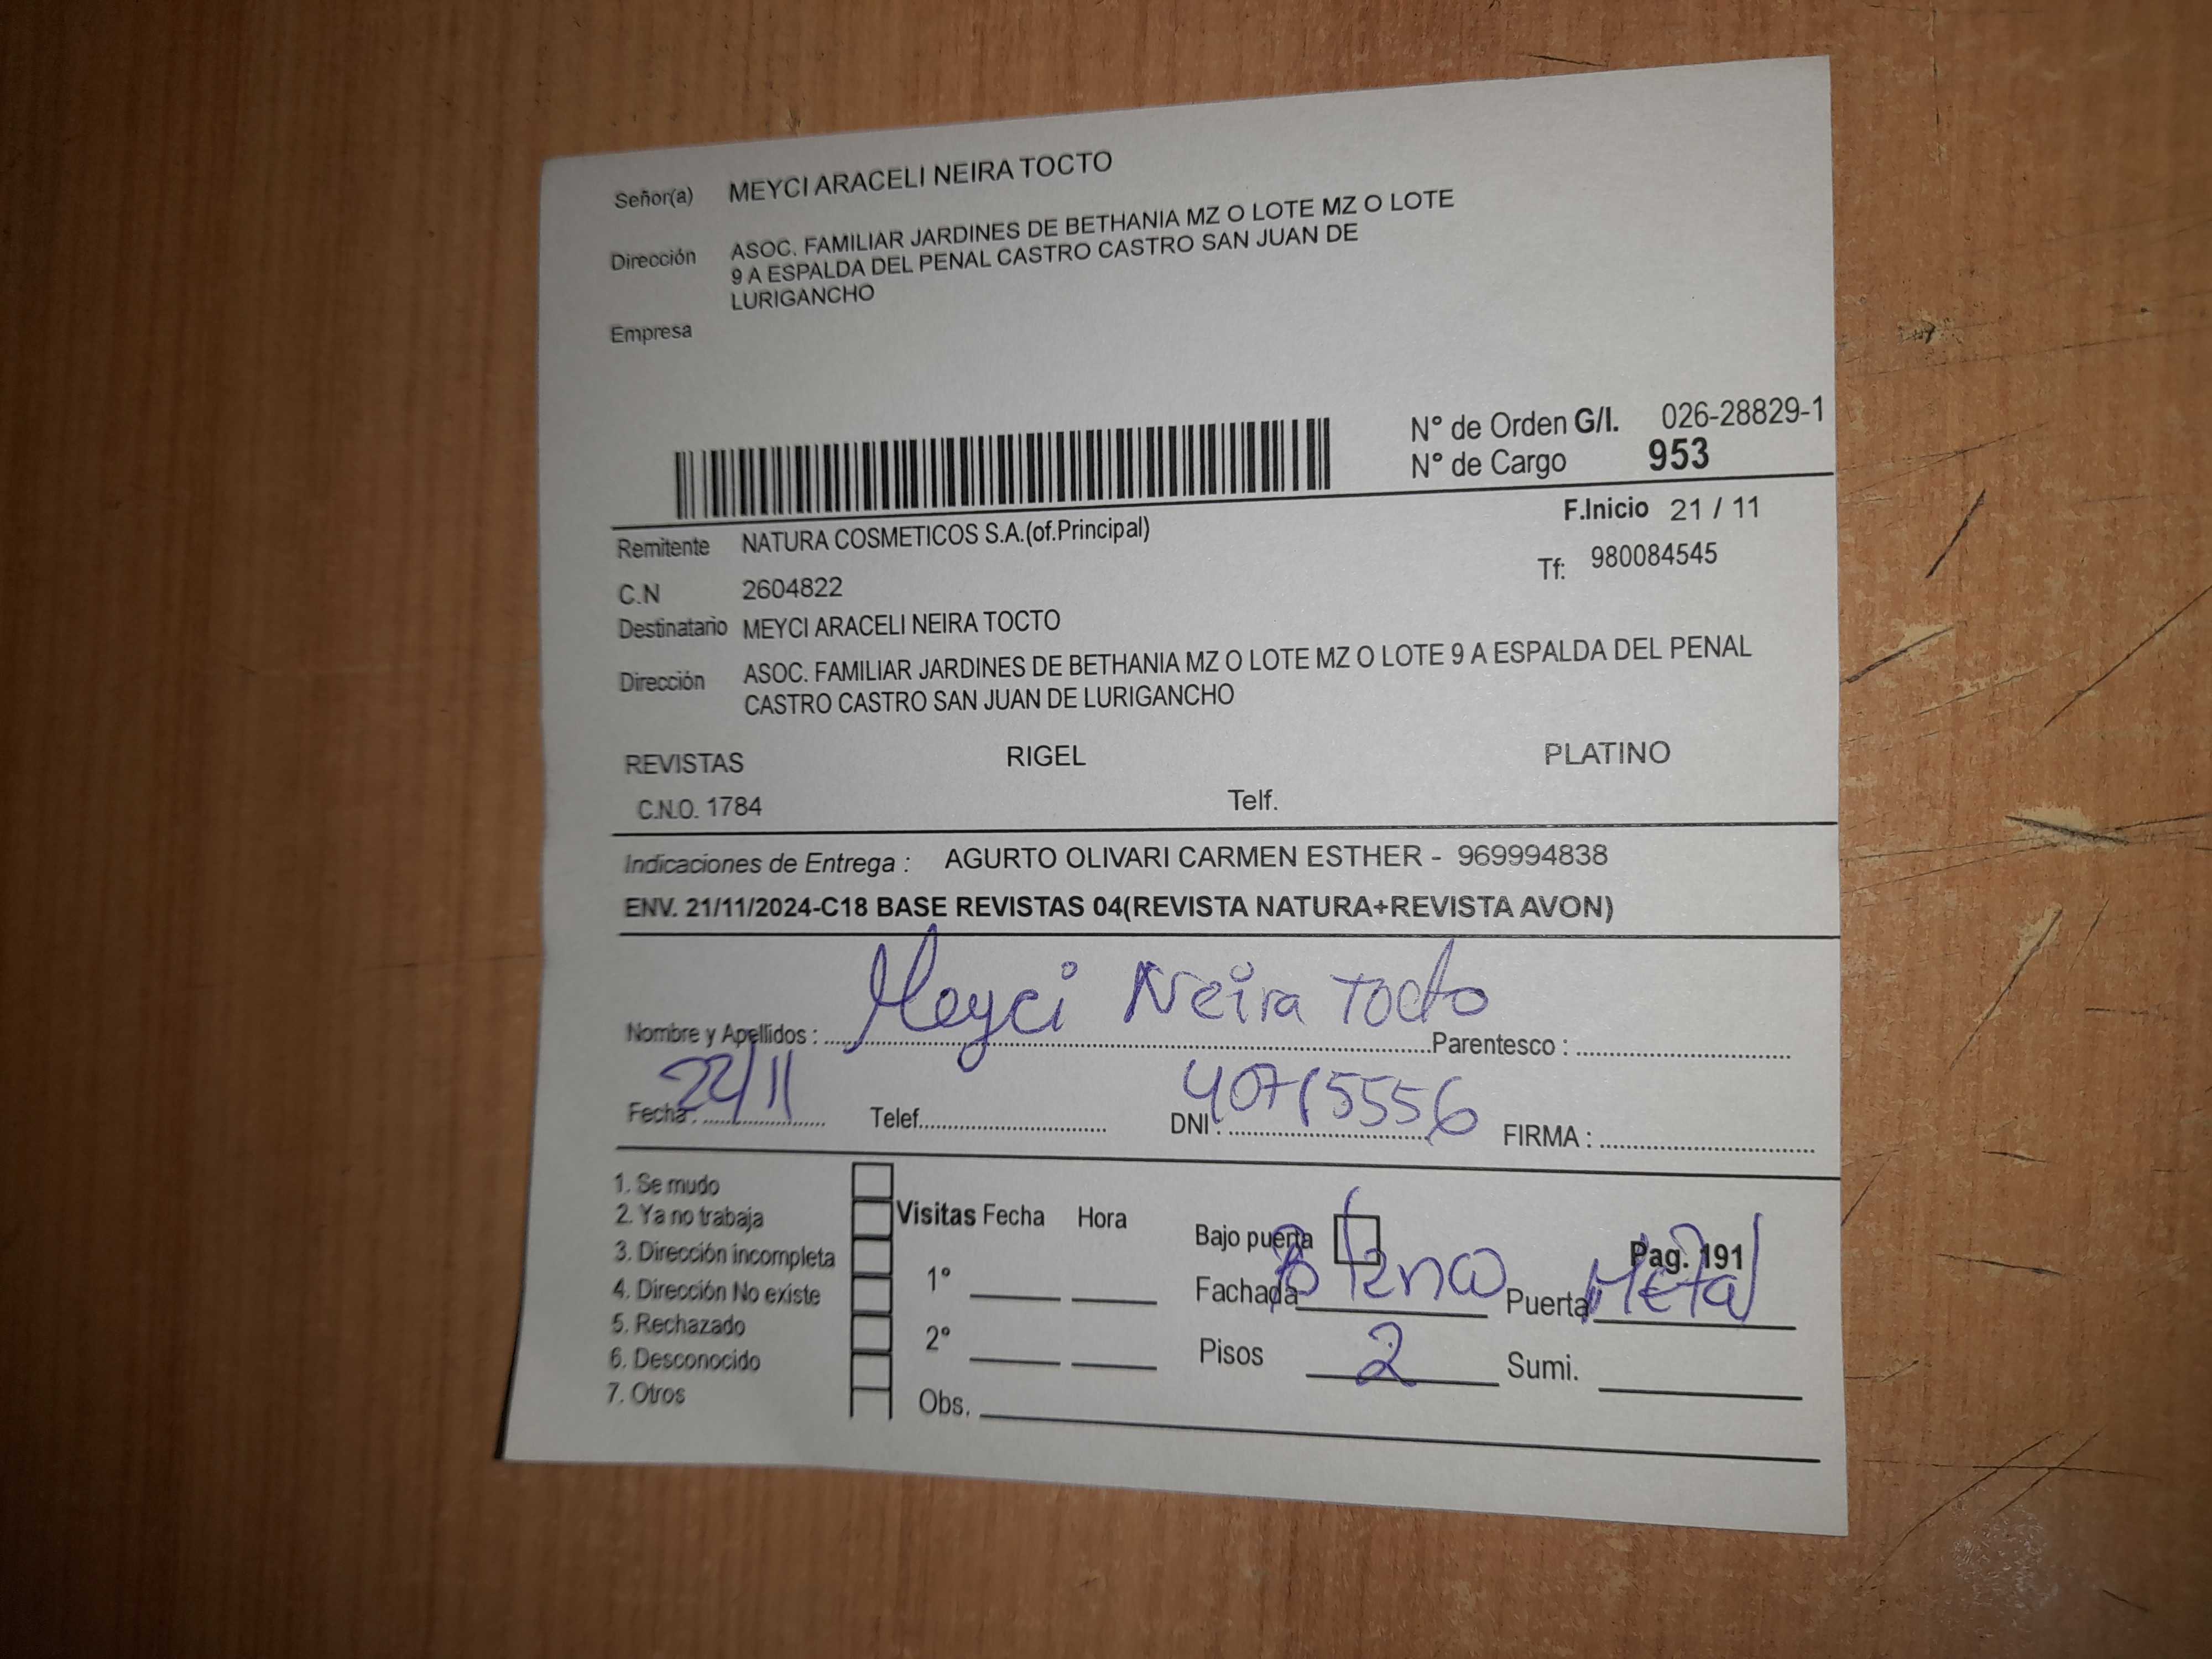 Señor(a) MEYCI ARACELI NEIRA TOCTO
Dirección ASOC. FAMILIAR JARDINES DE BETHANIA MZ O LOTE MZ O LOTE
9 A ESPALDA DEL PENAL CASTRO CASTRO SAN JUAN DE
LURIGANCHO
Empresa
N° de Orden G/I. 026-28829-1
N° de Cargo 953
F.Inicio 21 / 11
Remitente NATURA COSMETICOS S.A.(of.Principal)
Tf: 980084545
C.N 2604822
Destinatario MEYCI ARACELI NEIRA TOCTO
Dirección ASOC. FAMILIAR JARDINES DE BETHANIA MZ O LOTE MZ O LOTE 9 A ESPALDA DEL PENAL
CASTRO CASTRO SAN JUAN DE LURIGANCHO
REVISTAS RIGEL PLATINO
C.N.O. 1784 Telf.
Indicaciones de Entrega : AGURTO OLIVARI CARMEN ESTHER - 969994838
ENV. 21/11/2024-C18 BASE REVISTAS 04(REVISTA NATURA+REVISTA AVON)
Nombre y Apellidos : Meyci Neira Tocto Parentesco :
Fecha : 22/11 Telef. DNI : 40715556 FIRMA :
1. Se mudo
2. Ya no trabaja
3. Dirección incompleta
4. Dirección No existe
5. Rechazado
6. Desconocido
7. Otros
Visitas Fecha Hora
1°
2°
Obs.
Bajo puerta Pag. 191
Fachada Puerta Metal
Pisos 2 Sumi.